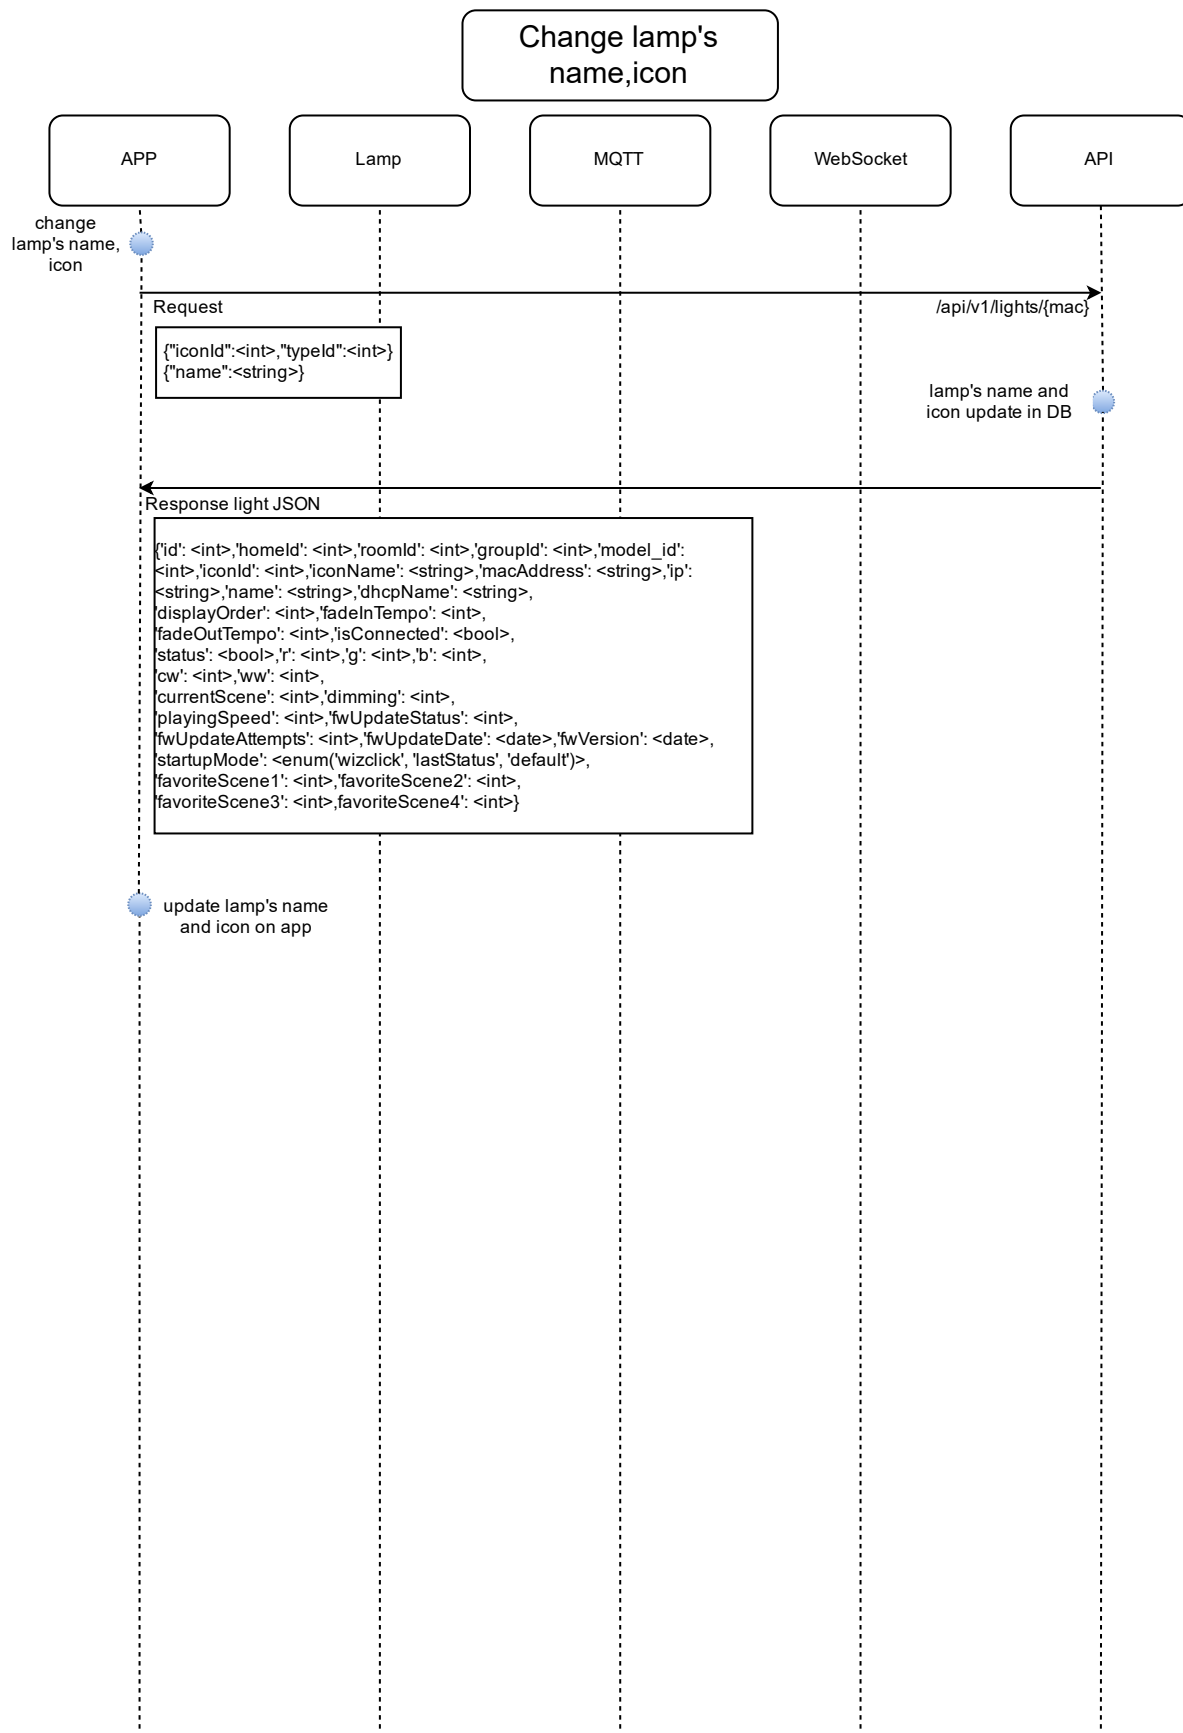 Change lamp's
name,icon
APP
Lamp
MQTT
WebSocket
API
change
lamp's name,
icon
Request
/api/v1/lights/{mac}
{"iconId":<int>,"typeId":<int>}
{"name":<string>}
lamp's name and
icon update in DB
Response light JSON
{'id': <int>,'homeId': <int>,'roomId': <int>,'groupId': <int>,'model_id':
<int>,'iconId': <int>,'iconName': <string>,'macAddress': <string>,'ip':
<string>,'name': <string>,'dhcpName': <string>,
'displayOrder': <int>,'fadeInTempo': <int>,
'fadeOutTempo': <int>,'isConnected': <bool>,
'status': <bool>,'r': <int>,'g': <int>,'b': <int>,
'cw': <int>,'ww': <int>,
'currentScene': <int>,'dimming': <int>,
'playingSpeed': <int>,'fwUpdateStatus': <int>,
'fwUpdateAttempts': <int>,'fwUpdateDate': <date>,'fwVersion': <date>,
'startupMode': <enum('wizclick', 'lastStatus', 'default')>,
'favoriteScene1': <int>,'favoriteScene2': <int>,
'favoriteScene3': <int>,favoriteScene4': <int>}
update lamp's name
and icon on app